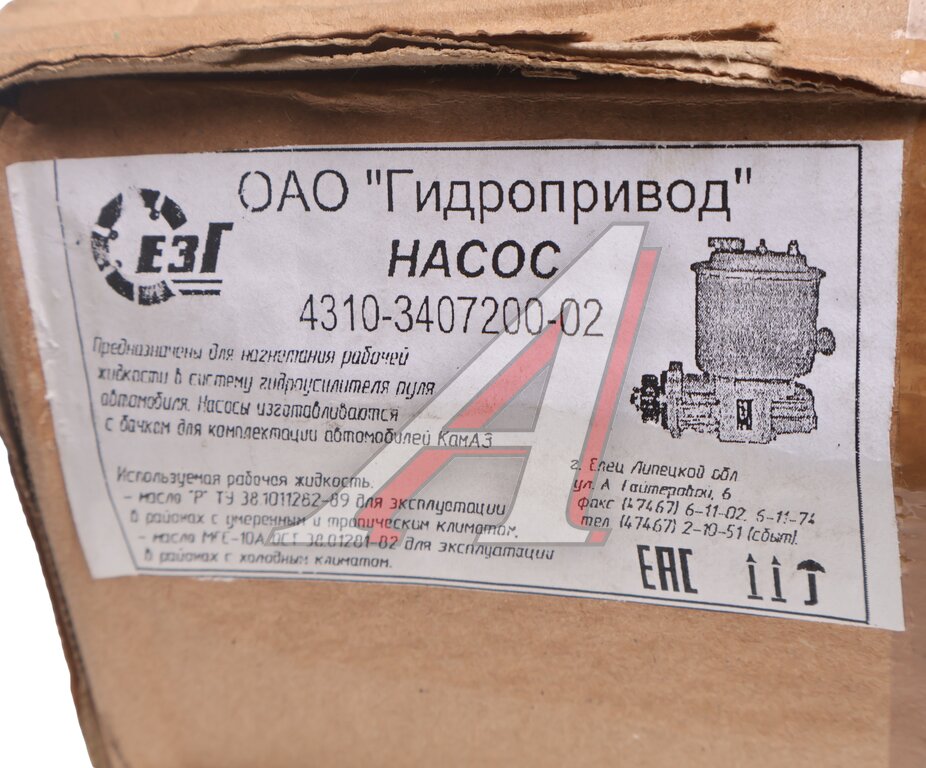 ЕЗГ
ОАО "Гидропривод"
НАСОС
4310-3407200-02
Предназначены для нагнетания рабочей
жидкости в систему гидроусилителя руля
автомобиля. Насосы изготавливаются
с бачком для комплектации автомобилей КамАЗ
Используемая рабочая жидкость:
- масло "Р" ТУ 38.1011282-89 для эксплуатации
в районах с умеренным и тропическим климатом.
- масло МГЕ-10А ОСТ 38.01281-82 для эксплуатации
в районах с холодным климатом.
г. Елец Липецкой обл
ул. А. 6
факс (47467) 6-11-02, 6-11-74
тел. (47467) 2-10-51 (сбыт).
ЕАС